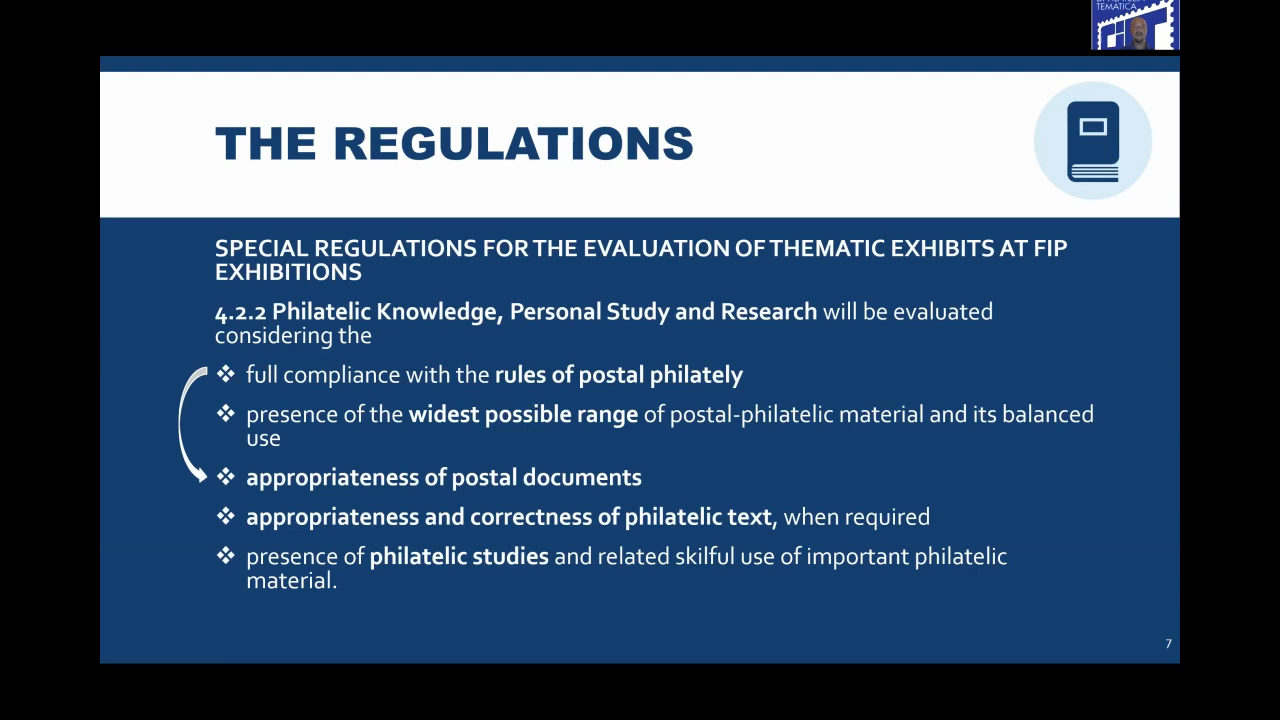 TEMATICA
THE REGULATIONS
SPECIAL REGULATIONS FOR THE EVALUATION OF THEMATIC EXHIBITS AT FIP
EXHIBITIONS
4.2.2 Philatelic Knowledge, Personal Study and Research will be evaluated
considering the
❖ full compliance with the rules of postal philately
❖ presence of the widest possible range of postal-philatelic material and its balanced
use
❖ appropriateness of postal documents
❖ appropriateness and correctness of philatelic text, when required
❖ presence of philatelic studies and related skilful use of important philatelic
material.
7